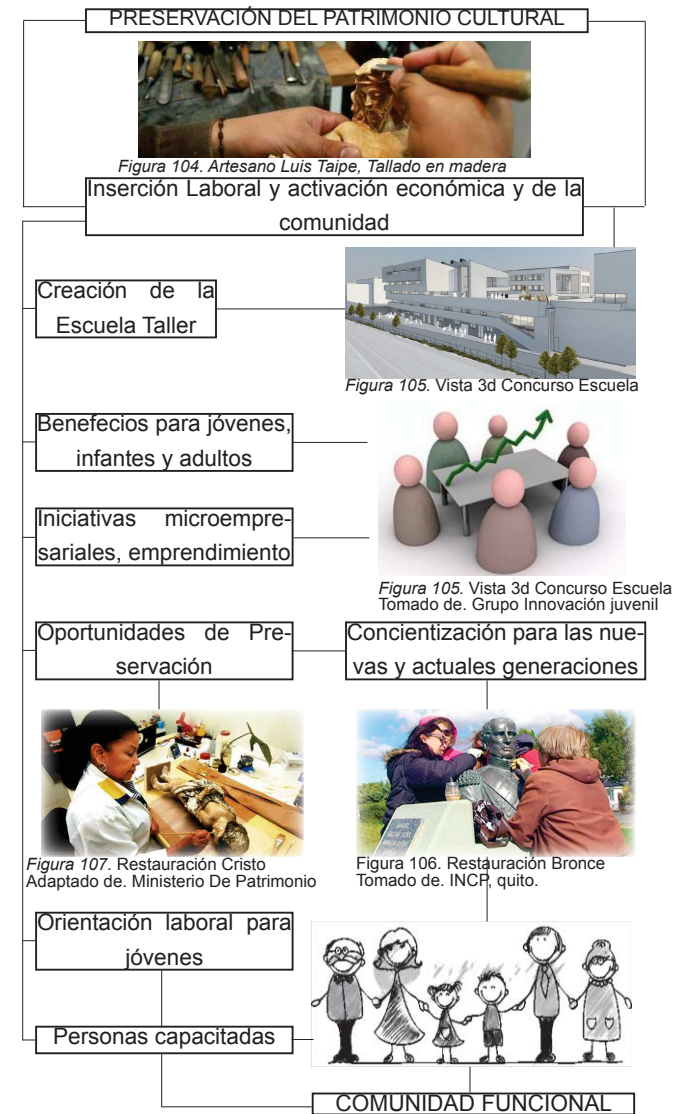 PRESERVACIÓN DEL PATRIMONIO CULTURAL
Figura 104. Artesano Luis Taipe, Tallado en madera
Inserción Laboral y activación económica y de la
comunidad
Creación de la
Escuela Taller
Figura 105. Vista 3d Concurso Escuela
Benefecios para jóvenes,
infantes y adultos
Iniciativas microempre-
sariales, emprendimiento
Figura 105. Vista 3d Concurso Escuela
Tomado de. Grupo Innovación juvenil
Oportunidades de Pre-
servación
Concientización para las nue-
vas y actuales generaciones
Figura 107. Restauración Cristo
Adaptado de. Ministerio De Patrimonio
Figura 106. Restauración Bronce
Tomado de. INCP, quito.
Orientación laboral para
jóvenes
Personas capacitadas
COMUNIDAD FUNCIONAL